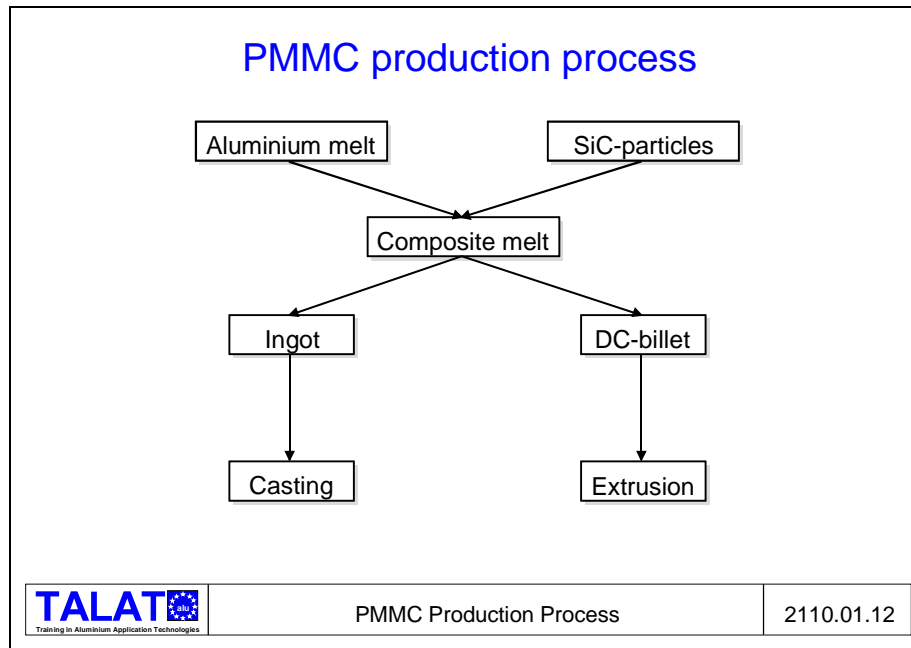 PMMC production process
Aluminium melt
SiC-particles
Composite melt
Ingot
DC-billet
Casting
Extrusion
TALAT
alu
Training in Aluminium Application Technologies
PMMC Production Process
2110.01.12